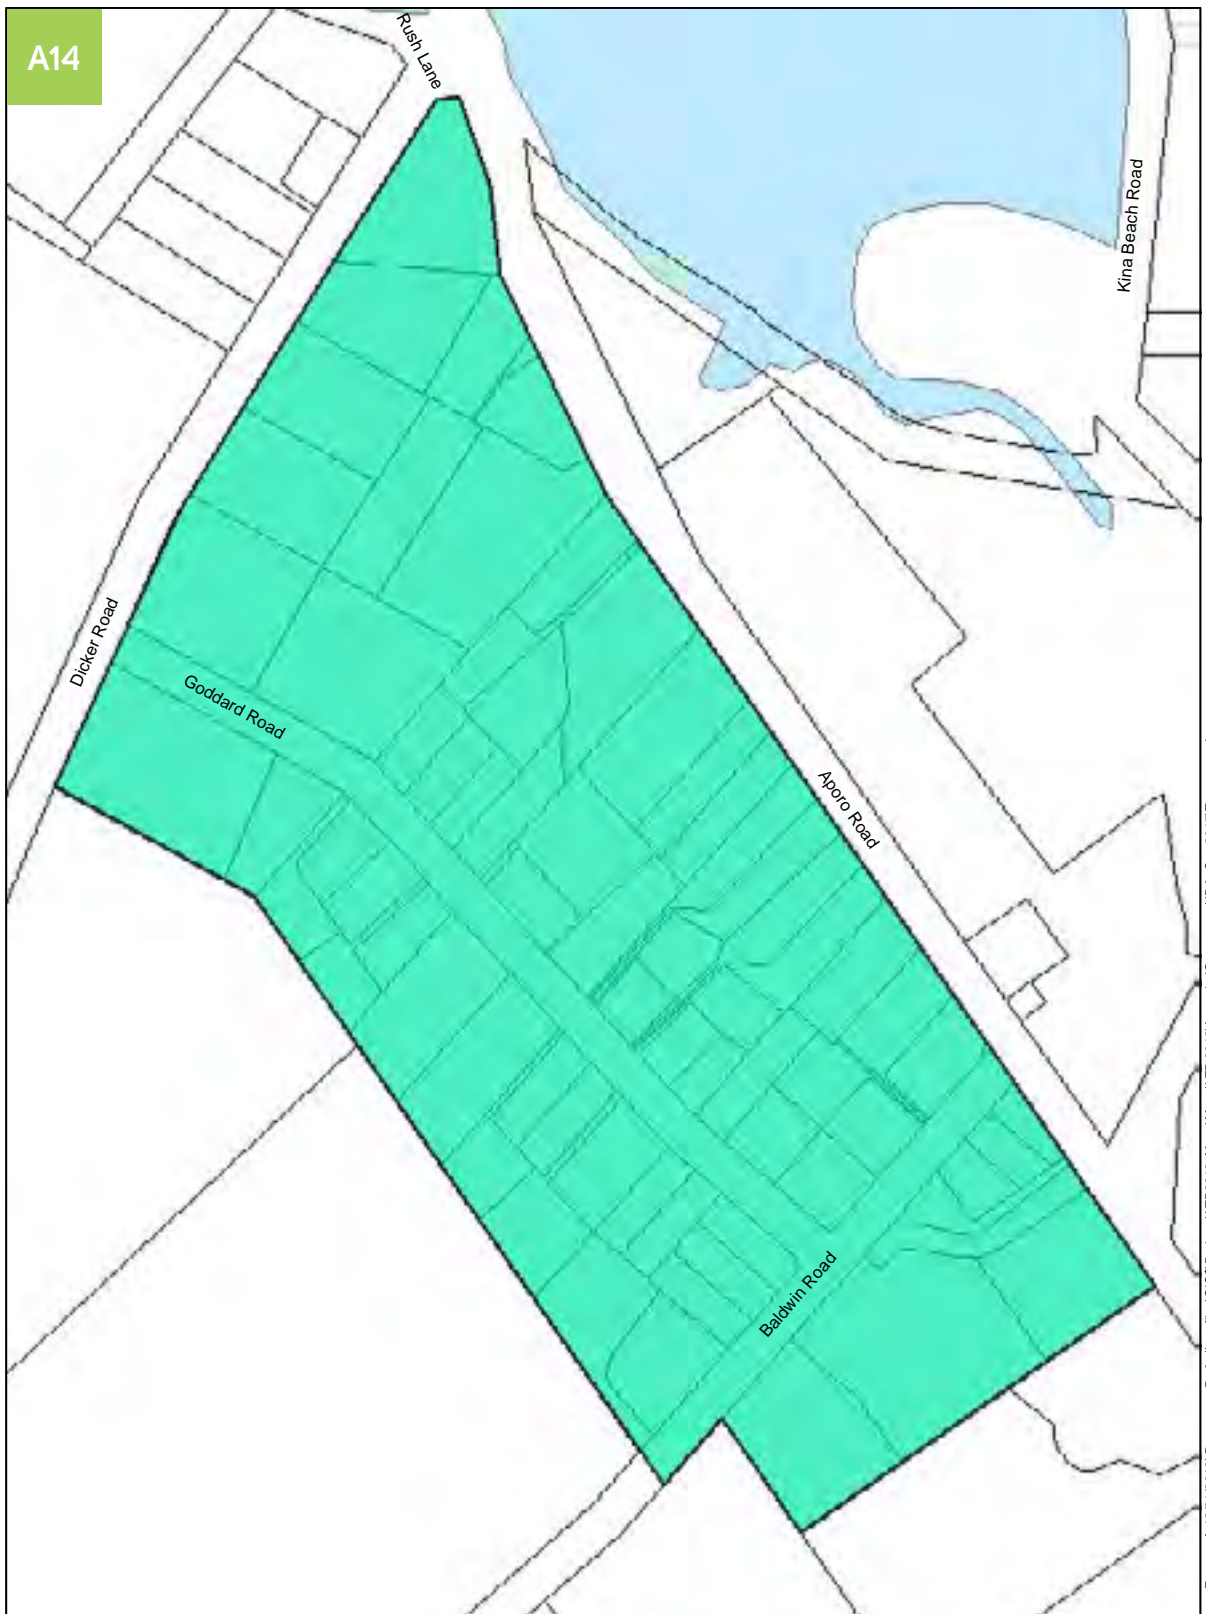 A14
Rush Lane
Kina Beach Road
Dicker Road
Goddard Road
Aporo Road
Baldwin Road